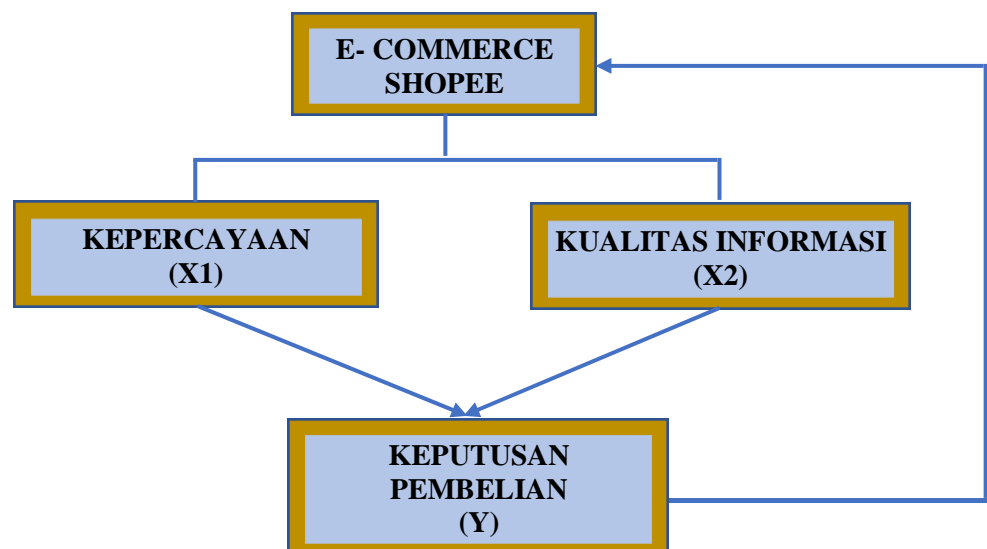 E- COMMERCE
SHOPEE
KEPERCAYAAN
(X1)
KUALITAS INFORMASI
(X2)
KEPUTUSAN
PEMBELIAN
(Y)